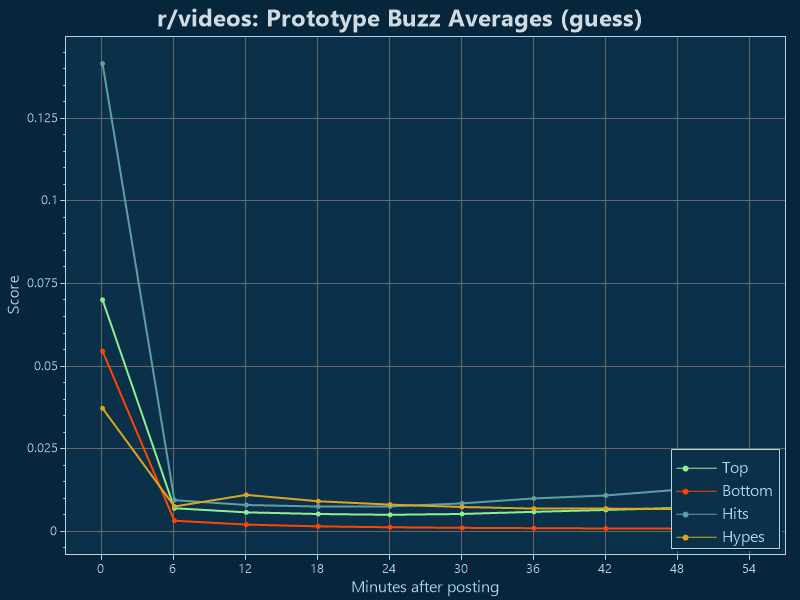 r/videos: Prototype Buzz Averages (guess)
Score
0.125
0.1
0.075
0.05
0.025
0
Top
Bottom
Hits
Hypes
0 6 12 18 24 30 36 42 48 54
Minutes after posting